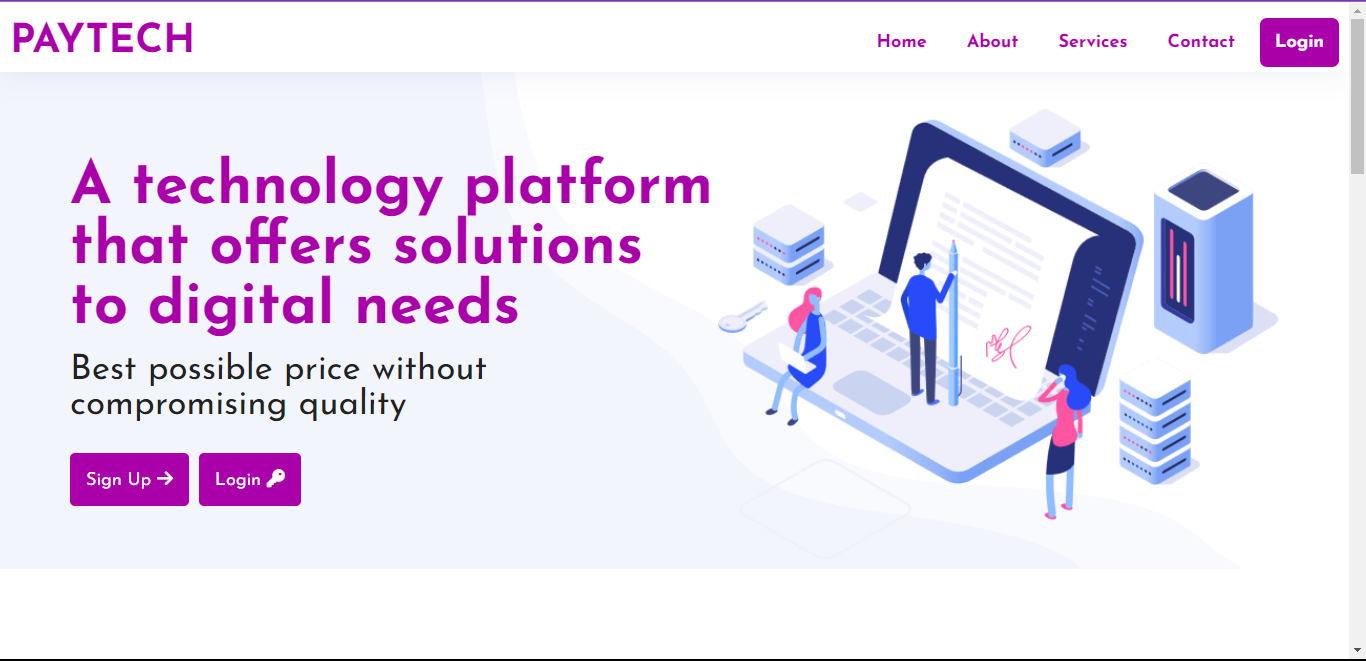 PAYTECH
Home About Services Contact Login
A technology platform
that offers solutions
to digital needs
Best possible price without
compromising quality
Sign Up Login